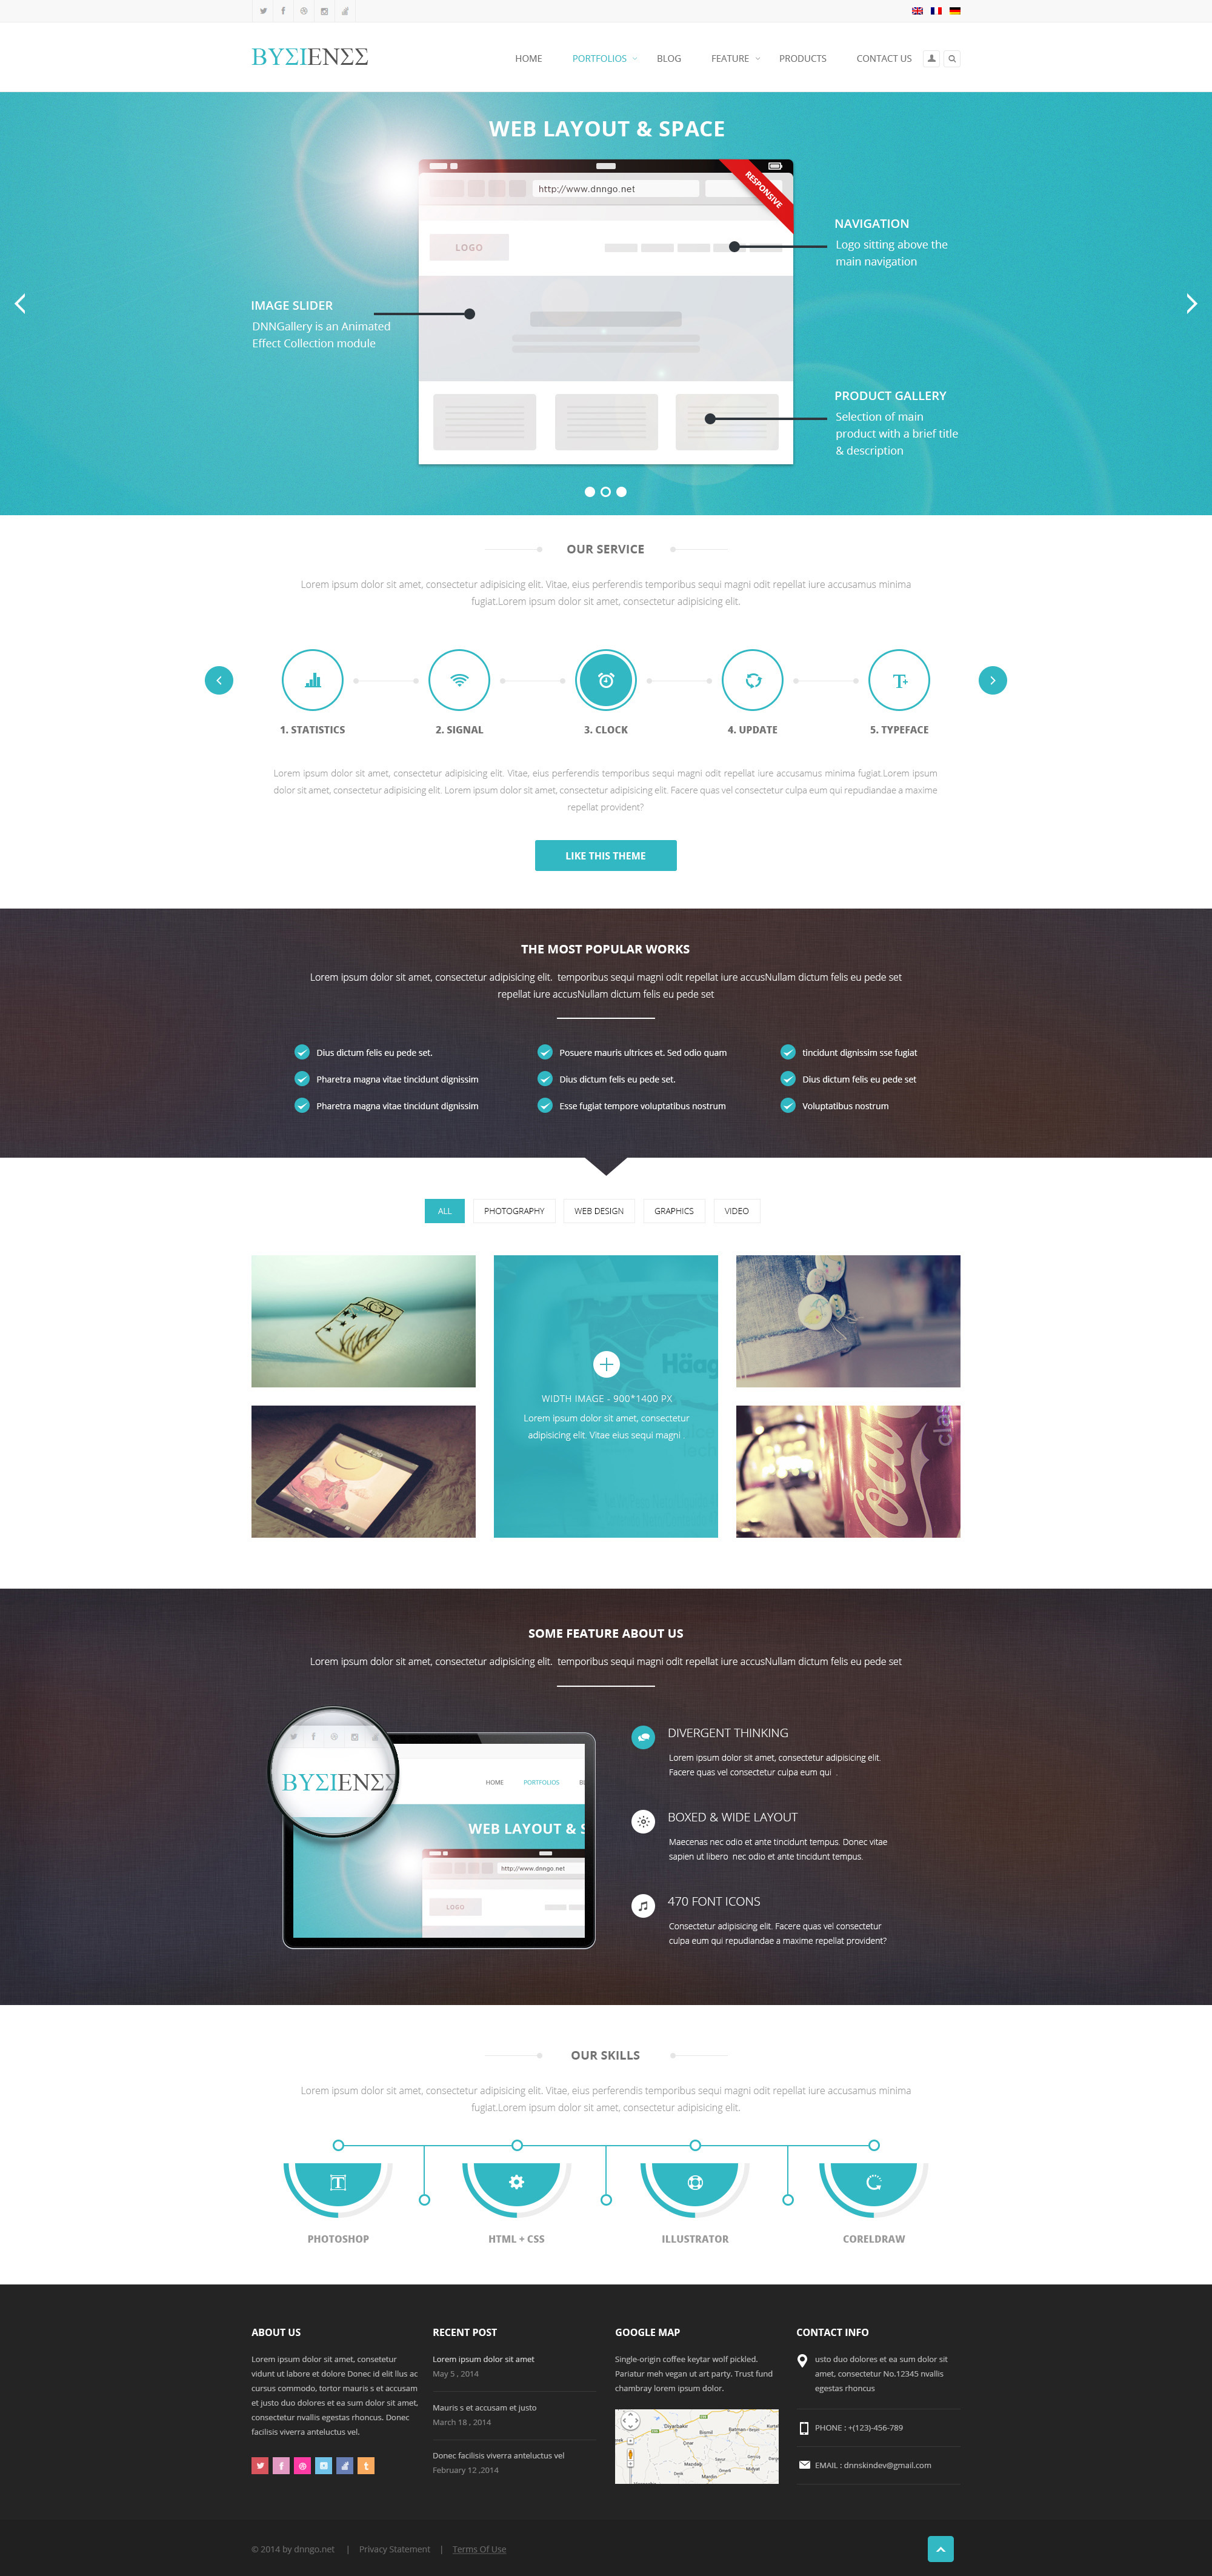 ΒΥΣΙΕΝΣΣ
HOME PORTFOLIOS BLOG FEATURE PRODUCTS CONTACT US
WEB LAYOUT & SPACE
http://www.dnngo.net
RESPONSIVE
LOGO
NAVIGATION
Logo sitting above the
main navigation
IMAGE SLIDER
DNNGallery is an Animated
Effect Collection module
PRODUCT GALLERY
Selection of main
product with a brief title
& description
OUR SERVICE
Lorem ipsum dolor sit amet, consectetur adipisicing elit. Vitae, eius perferendis temporibus sequi magni odit repellat iure accusamus minima
fugiat.Lorem ipsum dolor sit amet, consectetur adipisicing elit.
1. STATISTICS 2. SIGNAL 3. CLOCK 4. UPDATE 5. TYPEFACE
Lorem ipsum dolor sit amet, consectetur adipisicing elit. Vitae, eius perferendis temporibus sequi magni odit repellat iure accusamus minima fugiat.Lorem ipsum
dolor sit amet, consectetur adipisicing elit. Lorem ipsum dolor sit amet, consectetur adipisicing elit. Facere quas vel consectetur culpa eum qui repudiandae a maxime
repellat provident?
LIKE THIS THEME
THE MOST POPULAR WORKS
Lorem ipsum dolor sit amet, consectetur adipisicing elit. temporibus sequi magni odit repellat iure accusNullam dictum felis eu pede set
repellat iure accusNullam dictum felis eu pede set
Dius dictum felis eu pede set. Posuere mauris ultrices et. Sed odio quam tincidunt dignissim sse fugiat
Pharetra magna vitae tincidunt dignissim Dius dictum felis eu pede set. Dius dictum felis eu pede set
Pharetra magna vitae tincidunt dignissim Esse fugiat tempore voluptatibus nostrum Voluptatibus nostrum
ALL PHOTOGRAPHY WEB DESIGN GRAPHICS VIDEO
Häag
WIDTH IMAGE - 900*1400 PX
Lorem ipsum dolor sit amet, consectetur
adipisicing elit. Vitae eius sequi magni .
clas
Coca
SOME FEATURE ABOUT US
Lorem ipsum dolor sit amet, consectetur adipisicing elit. temporibus sequi magni odit repellat iure accusNullam dictum felis eu pede set
ΒΥΣΙΕΝΣΣ
HOME PORTFOLIOS BL
WEB LAYOUT & S
http://www.dnngo.net
LOGO
DIVERGENT THINKING
Lorem ipsum dolor sit amet, consectetur adipisicing elit.
Facere quas vel consectetur culpa eum qui .
BOXED & WIDE LAYOUT
Maecenas nec odio et ante tincidunt tempus. Donec vitae
sapien ut libero nec odio et ante tincidunt tempus.
470 FONT ICONS
Consectetur adipisicing elit. Facere quas vel consectetur
culpa eum qui repudiandae a maxime repellat provident?
OUR SKILLS
Lorem ipsum dolor sit amet, consectetur adipisicing elit. Vitae, eius perferendis temporibus sequi magni odit repellat iure accusamus minima
fugiat.Lorem ipsum dolor sit amet, consectetur adipisicing elit.
PHOTOSHOP HTML + CSS ILLUSTRATOR CORELDRAW
ABOUT US
Lorem ipsum dolor sit amet, consetetur
vidunt ut labore et dolore Donec id elit llus ac
cursus commodo, tortor mauris s et accusam
et justo duo dolores et ea sum dolor sit amet,
consectetur nvallis egestas rhoncus. Donec
facilisis viverra anteluctus vel.
RECENT POST
Lorem ipsum dolor sit amet
May 5 , 2014
Mauris s et accusam et justo
March 18 , 2014
Donec facilisis viverra anteluctus vel
February 12 ,2014
GOOGLE MAP
Single-origin coffee keytar wolf pickled.
Pariatur meh vegan ut art party. Trust fund
chambray lorem ipsum dolor.
Diyarbakır
Bismil
Batman
Çınar
Mazıdağı
Savur
Gercüş
Midyat
Derik
Mardin
Ömerli
CONTACT INFO
usto duo dolores et ea sum dolor sit
amet, consectetur No.12345 nvallis
egestas rhoncus
PHONE : +(123)-456-789
EMAIL : dnnskindev@gmail.com
© 2014 by dnngo.net | Privacy Statement | Terms Of Use